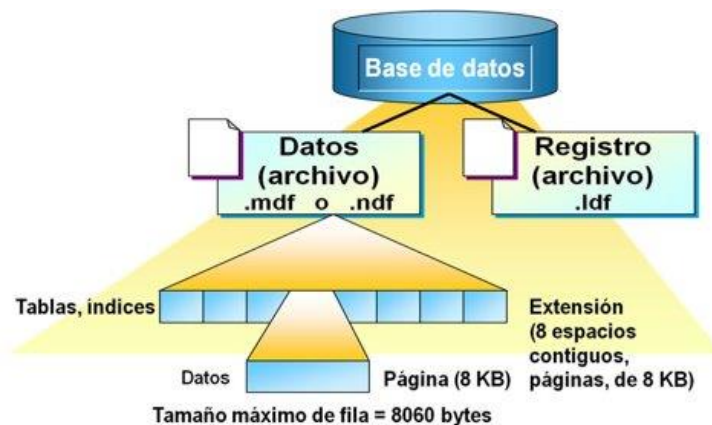 Base de datos
Datos
(archivo)
.mdf o .ndf
Registro
(archivo)
.ldf
Tablas, índices
Extensión
(8 espacios
contiguos,
páginas, de 8 KB)
Datos
Página (8 KB)
Tamaño máximo de fila = 8060 bytes